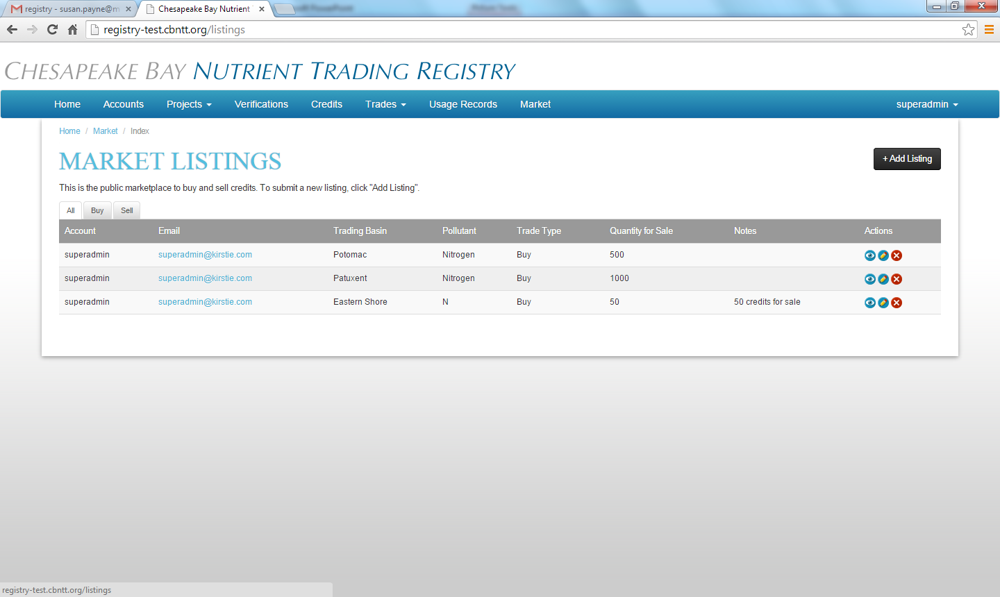 registry - susan.payne@m
Chesapeake Bay Nutrient
registry-test.cbntt.org/listings
CHESAPEAKE BAY NUTRIENT TRADING REGISTRY
Home Accounts Projects Verifications Credits Trades Usage Records Market superadmin
Home / Market / Index
MARKET LISTINGS
+ Add Listing
This is the public marketplace to buy and sell credits. To submit a new listing, click "Add Listing".
All Buy Sell
Account Email Trading Basin Pollutant Trade Type Quantity for Sale Notes Actions
superadmin superadmin@kirstie.com Potomac Nitrogen Buy 500
superadmin superadmin@kirstie.com Patuxent Nitrogen Buy 1000
superadmin superadmin@kirstie.com Eastern Shore N Buy 50 50 credits for sale
registry-test.cbntt.org/listings